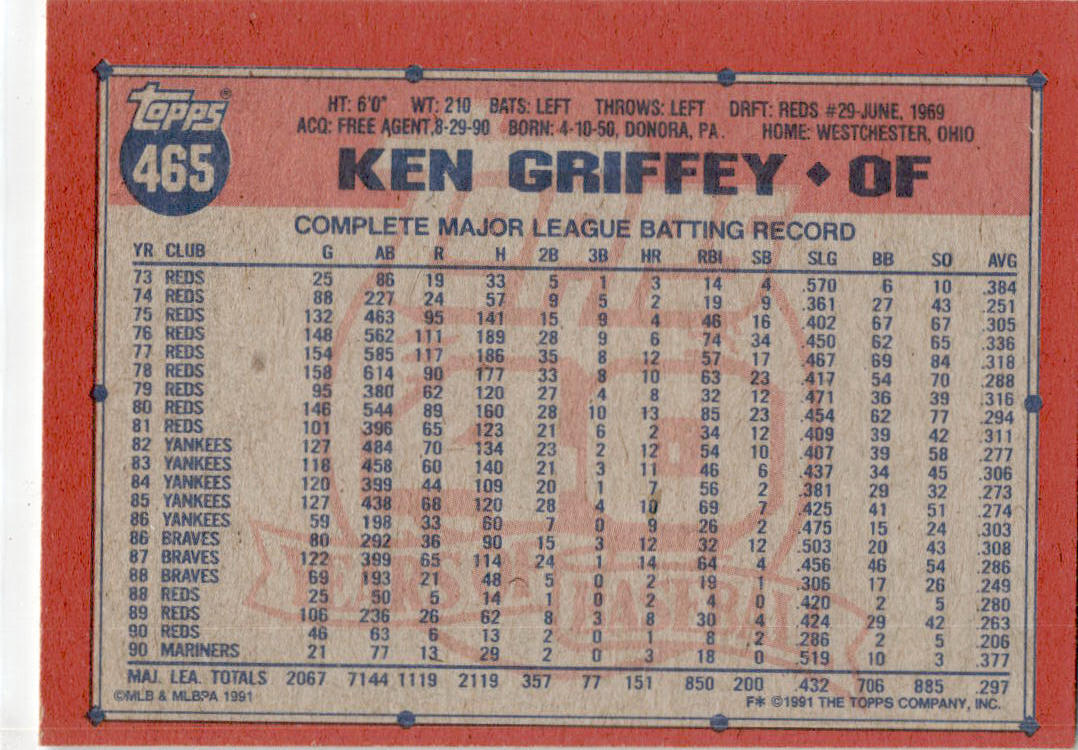 Topps®
465
HT: 6'0" WT: 210 BATS: LEFT THROWS: LEFT DRFT: REDS #29-JUNE, 1969
ACQ: FREE AGENT,8-29-90 BORN: 4-10-50, DONORA, PA. HOME: WESTCHESTER, OHIO
KEN GRIFFEY ◆ OF
COMPLETE MAJOR LEAGUE BATTING RECORD
YR CLUB G AB R H 2B 3B HR RBI SB SLG BB SO AVG
73 REDS 25 86 19 33 5 1 3 14 4 .570 6 10 .384
74 REDS 88 227 24 57 9 5 2 19 9 .361 27 43 .251
75 REDS 132 463 95 141 15 9 4 46 16 .402 67 67 .305
76 REDS 148 562 111 189 28 9 6 74 34 .450 62 65 .336
77 REDS 154 585 117 186 35 8 12 57 17 .467 69 84 .318
78 REDS 158 614 90 177 33 8 10 63 23 .417 54 70 .288
79 REDS 95 380 62 120 27 4 8 32 12 .471 36 39 .316
80 REDS 146 544 89 160 28 10 13 85 23 .454 62 77 .294
81 REDS 101 396 65 123 21 6 2 34 12 .409 39 42 .311
82 YANKEES 127 484 70 134 23 2 12 54 10 .407 39 58 .277
83 YANKEES 118 458 60 140 21 3 11 46 6 .437 34 45 .306
84 YANKEES 120 399 44 109 20 1 7 56 2 .381 29 32 .273
85 YANKEES 127 438 68 120 28 4 10 69 7 .425 41 51 .274
86 YANKEES 59 198 33 60 7 0 9 26 2 .475 15 24 .303
86 BRAVES 80 292 36 90 15 3 12 32 12 .503 20 43 .308
87 BRAVES 122 399 65 114 24 1 14 64 4 .456 46 54 .286
88 BRAVES 69 193 21 48 5 0 2 19 1 .306 17 26 .249
88 REDS 25 50 5 14 1 0 2 4 0 .420 2 5 .280
89 REDS 106 236 26 62 8 3 8 30 4 .424 29 42 .263
90 REDS 46 63 6 13 2 0 1 8 2 .286 2 5 .206
90 MARINERS 21 77 13 29 2 0 3 18 0 .519 10 3 .377
MAJ. LEA. TOTALS 2067 7144 1119 2119 357 77 151 850 200 .432 706 885 .297
©MLB & MLBPA 1991 F* ©1991 THE TOPPS COMPANY, INC.
40
YEARS OF BASEBALL